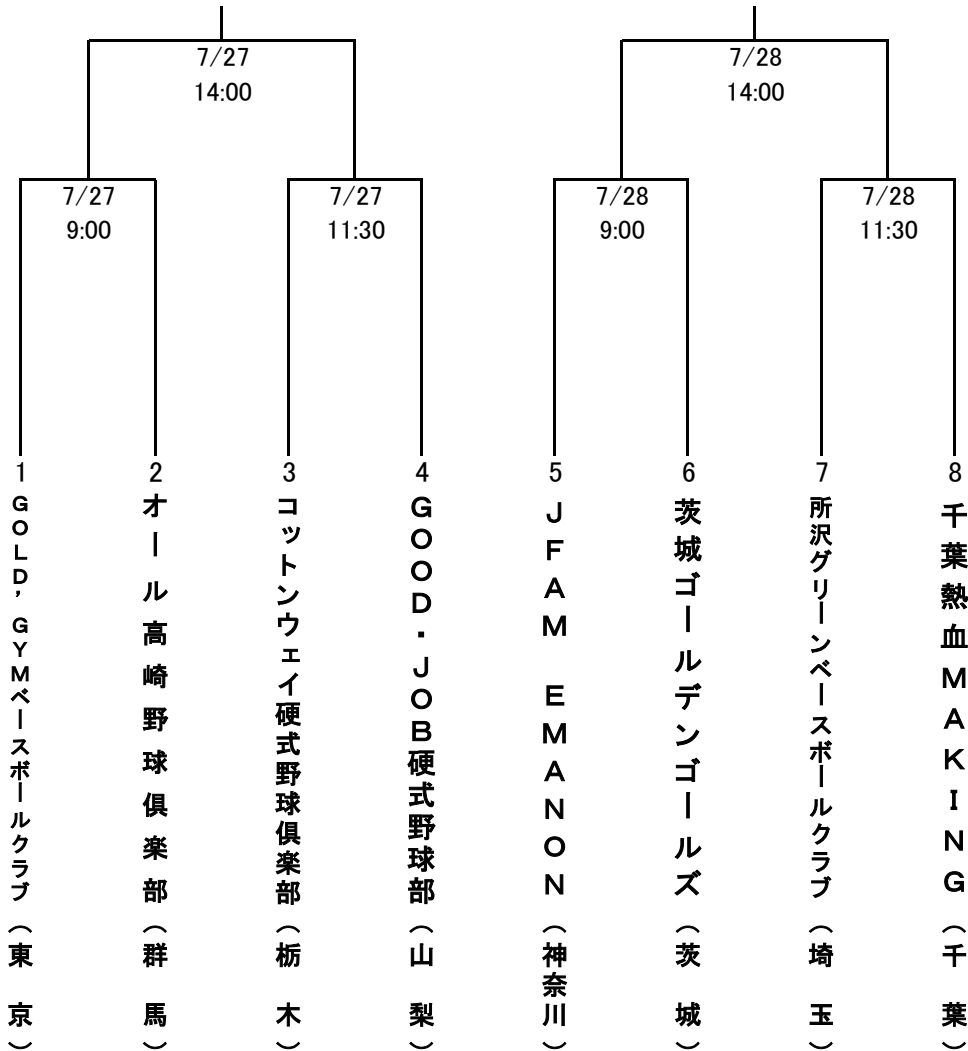 7/27
14:00
7/28
14:00
7/27
9:00
7/27
11:30
7/28
9:00
7/28
11:30
1
GOLD'GYMベースボールクラブ(東京)
2
オール高崎野球倶楽部(群馬)
3
コットンウェイ硬式野球倶楽部(栃木)
4
GOOD・JOB硬式野球部(山梨)
5
JFAM EMANON(神奈川)
6
茨城ゴールデンゴールズ(茨城)
7
所沢グリーンベースボールクラブ(埼玉)
8
千葉熱血MAKING(千葉)